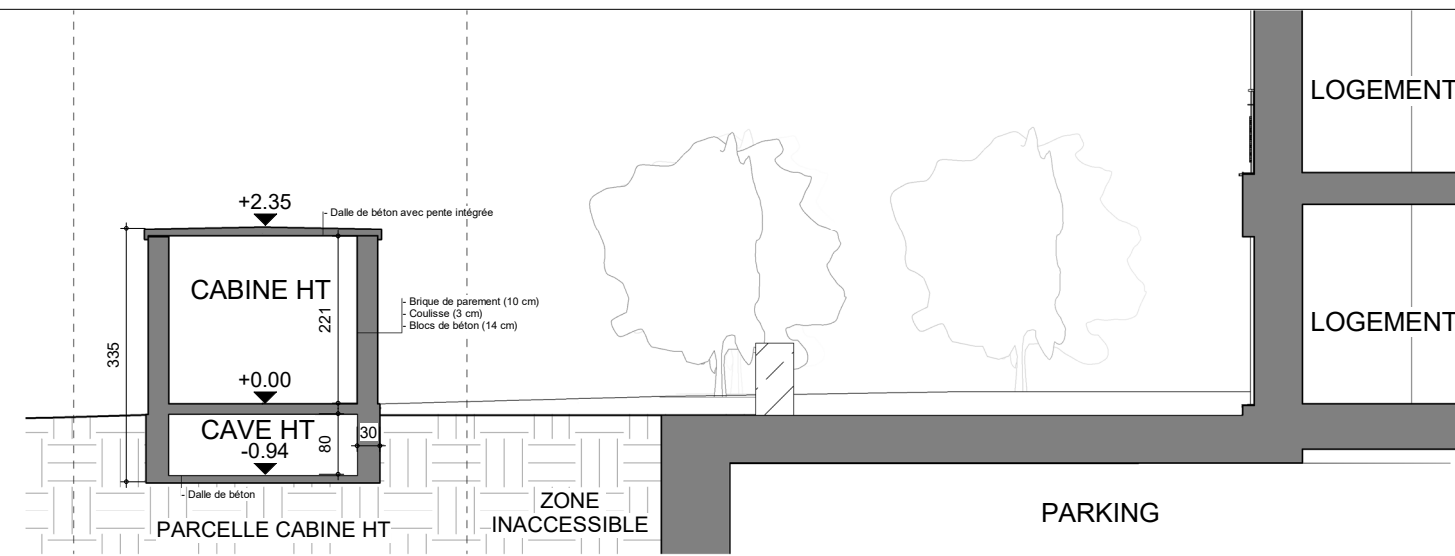 LOGEMENT
+2.35
- Dalle de béton avec pente intégrée
CABINE HT
221
- Brique de parement (10 cm)
- Coulisse (3 cm)
- Blocs de béton (14 cm)
335
LOGEMENT
+0.00
CAVE HT
-0.94
80
30
- Dalle de béton
PARCELLE CABINE HT
ZONE
INACCESSIBLE
PARKING